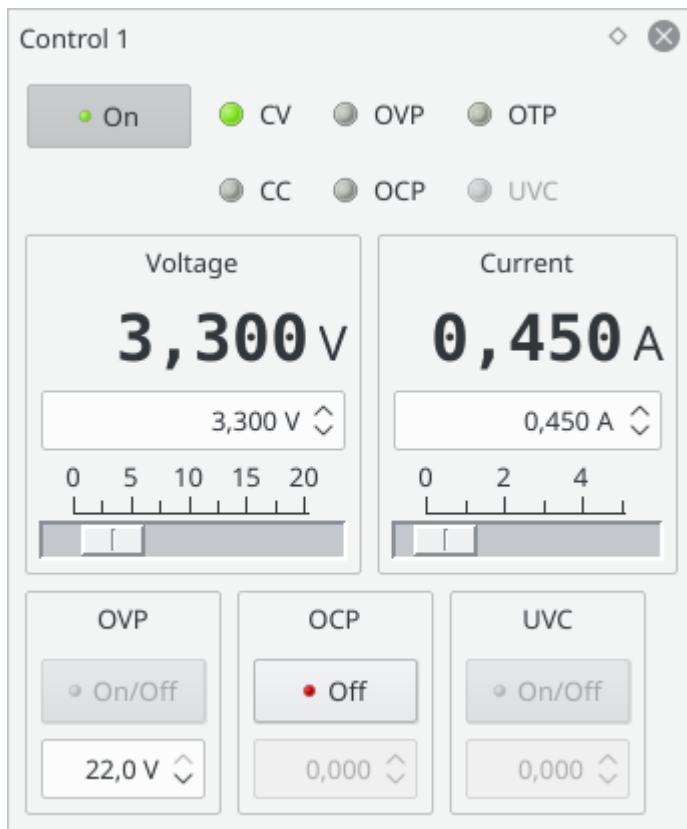 Control 1
On CV OVP OTP
CC OCP UVC
Voltage Current
3,300 V 0,450 A
3,300 V 0,450 A
0 5 10 15 20 0 2 4
OVP OCP UVC
On/Off Off On/Off
22,0 V 0,000 0,000